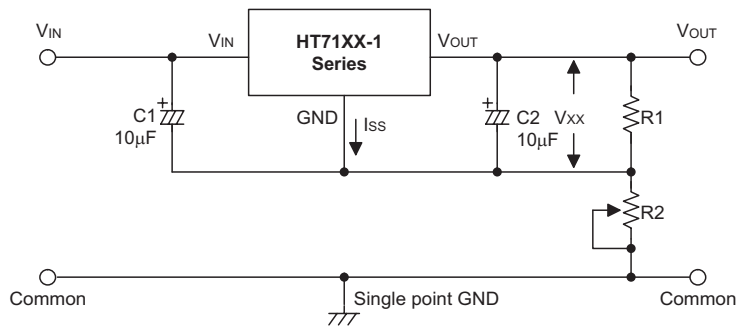 VIN
VIN
HT71XX-1
Series
VOUT
VOUT
C1
10μF
GND
ISS
C2
10μF
VXX
R1
R2
Common
Single point GND
Common